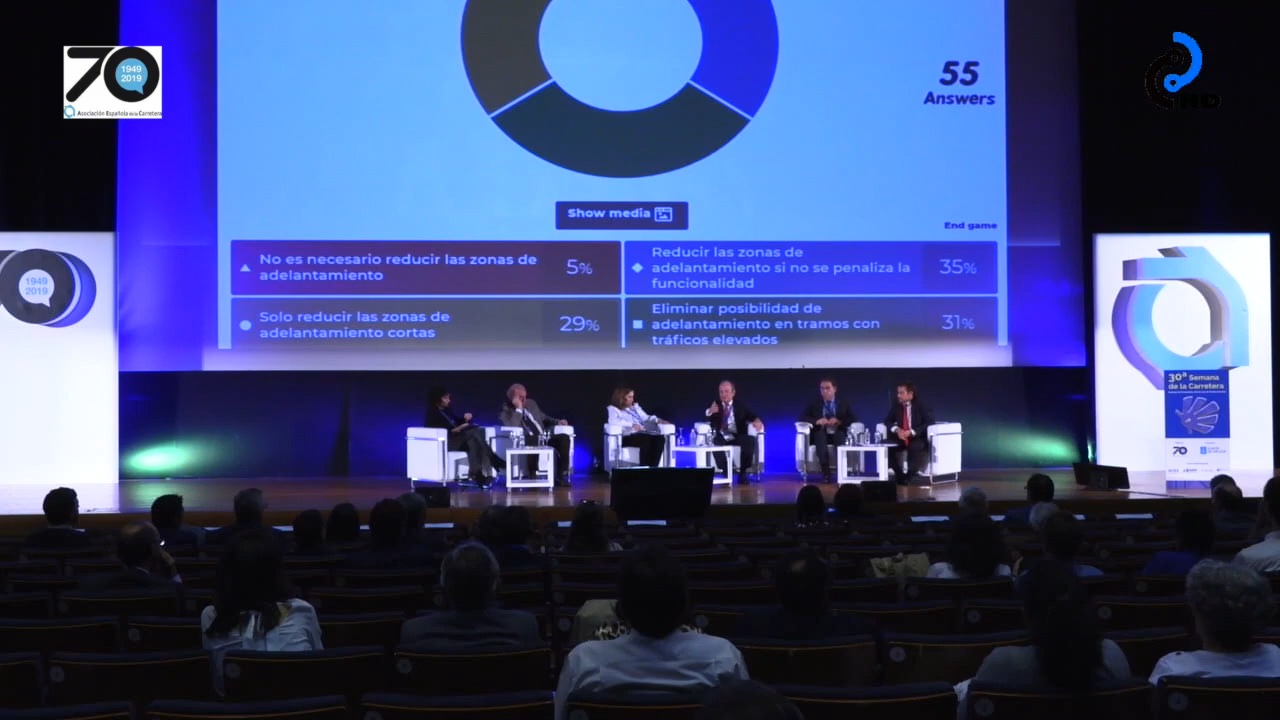 70
1949
2019
Asociación Española de la Carretera
HD
55
Answers
Show media
End game
No es necesario reducir las zonas de
adelantamiento
5%
Reducir las zonas de
adelantamiento si no se penaliza la
funcionalidad
35%
Solo reducir las zonas de
adelantamiento cortas
29%
Eliminar posibilidad de
adelantamiento en tramos con
tráficos elevados
31%
1949
2019
30ª Semana
de la Carretera
70